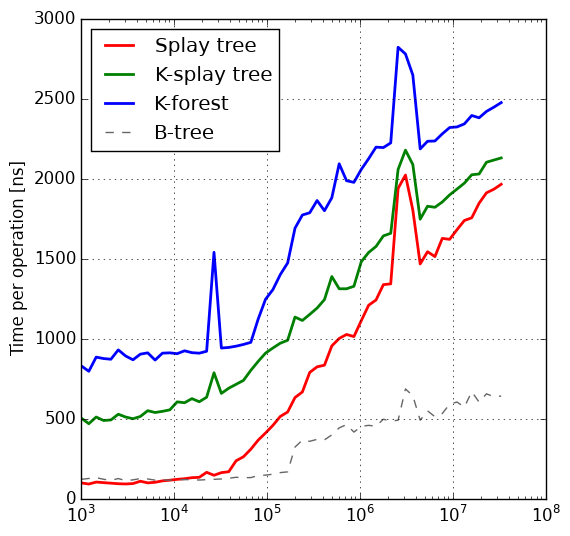 Splay tree
K-splay tree
K-forest
B-tree
Time per operation [ns]
3000
2500
2000
1500
1000
500
0
10³ 10⁴ 10⁵ 10⁶ 10⁷ 10⁸